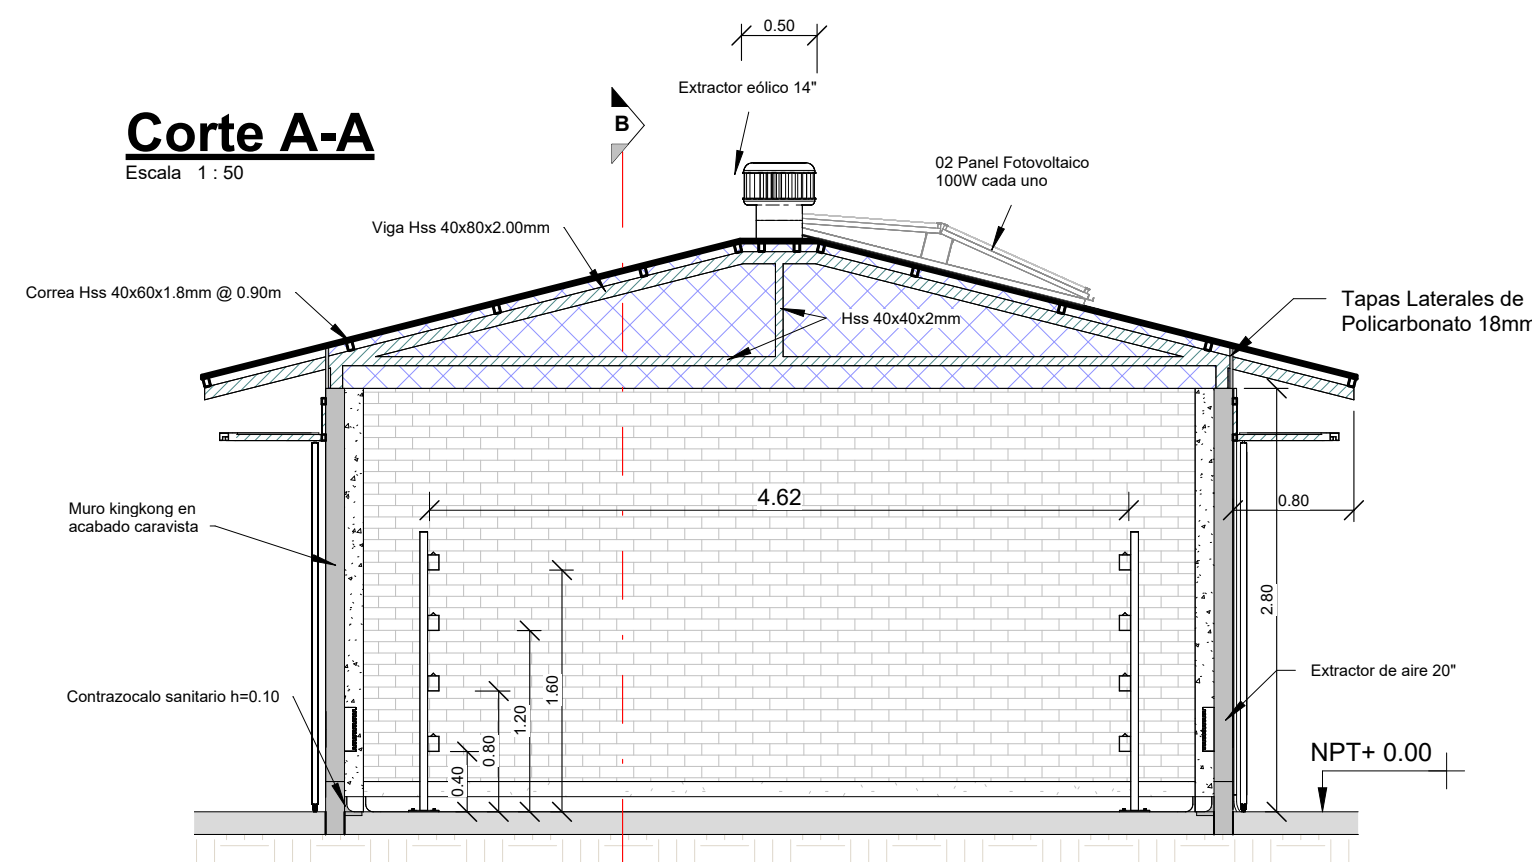 0.50
Extractor eólico 14"
Corte A-A
Escala 1 : 50
B
02 Panel Fotovoltaico
100W cada uno
Viga Hss 40x80x2.00mm
Correa Hss 40x60x1.8mm @ 0.90m
Hss 40x40x2mm
Tapas Laterales de
Policarbonato 18mm
4.62
0.80
Muro kingkong en
acabado caravista
2.80
1.60
1.20
0.80
0.40
Extractor de aire 20"
Contrazocalo sanitario h=0.10
NPT+ 0.00